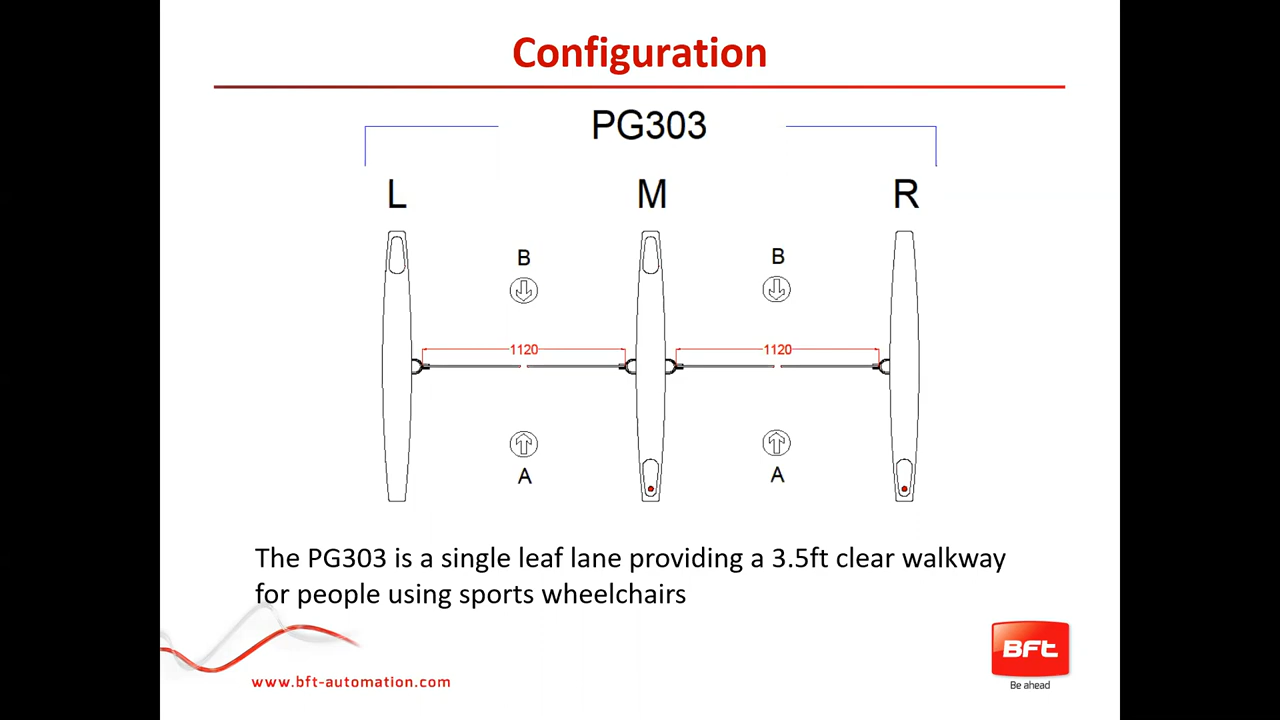 Configuration
PG303
L M R
B B
1120 1120
A A
The PG303 is a single leaf lane providing a 3.5ft clear walkway
for people using sports wheelchairs
BFt
www.bft-automation.com
Be ahead